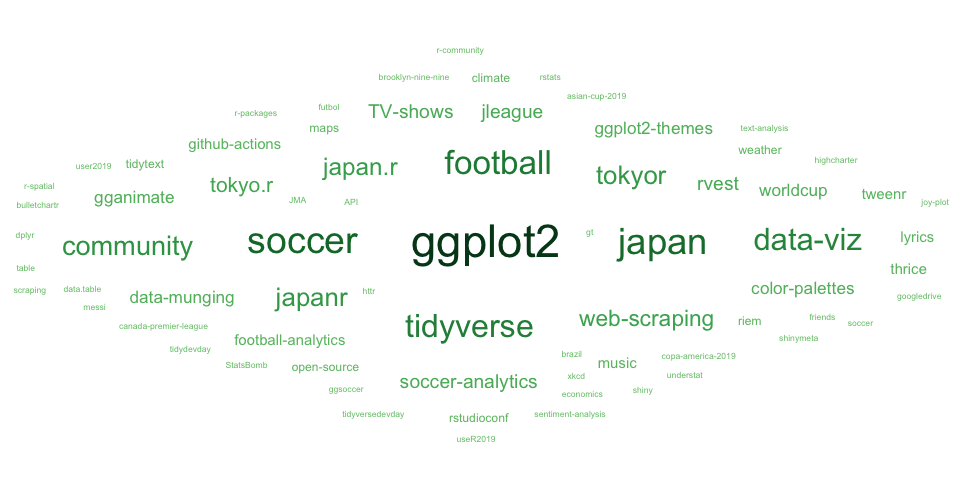 r-community
brooklyn-nine-nine climate rstats
asian-cup-2019
r-packages futbol TV-shows jleague
maps ggplot2-themes text-analysis
github-actions weather
user2019 tidytext japan.r football highcharter
r-spatial tokyo.r tokyor rvest worldcup tweenr
bulletchartr gganimate JMA API joy-plot
dplyr community soccer ggplot2 gt japan data-viz lyrics
table thrice
scraping data.table data-munging japanr httr color-palettes googledrive
messi
canada-premier-league tidyverse web-scraping riem friends soccer
football-analytics shinymeta
tidydevday brazil copa-america-2019
StatsBomb open-source music
xkcd understat
ggsoccer soccer-analytics economics shiny
tidyversedevday rstudioconf sentiment-analysis
useR2019